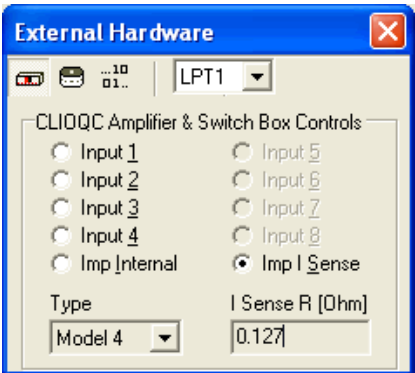 External Hardware
...10
01.. LPT1
CLIOQC Amplifier & Switch Box Controls
Input 1 Input 5
Input 2 Input 6
Input 3 Input 7
Input 4 Input 8
Imp Internal Imp I Sense
Type I Sense R [Ohm]
Model 4 0.127